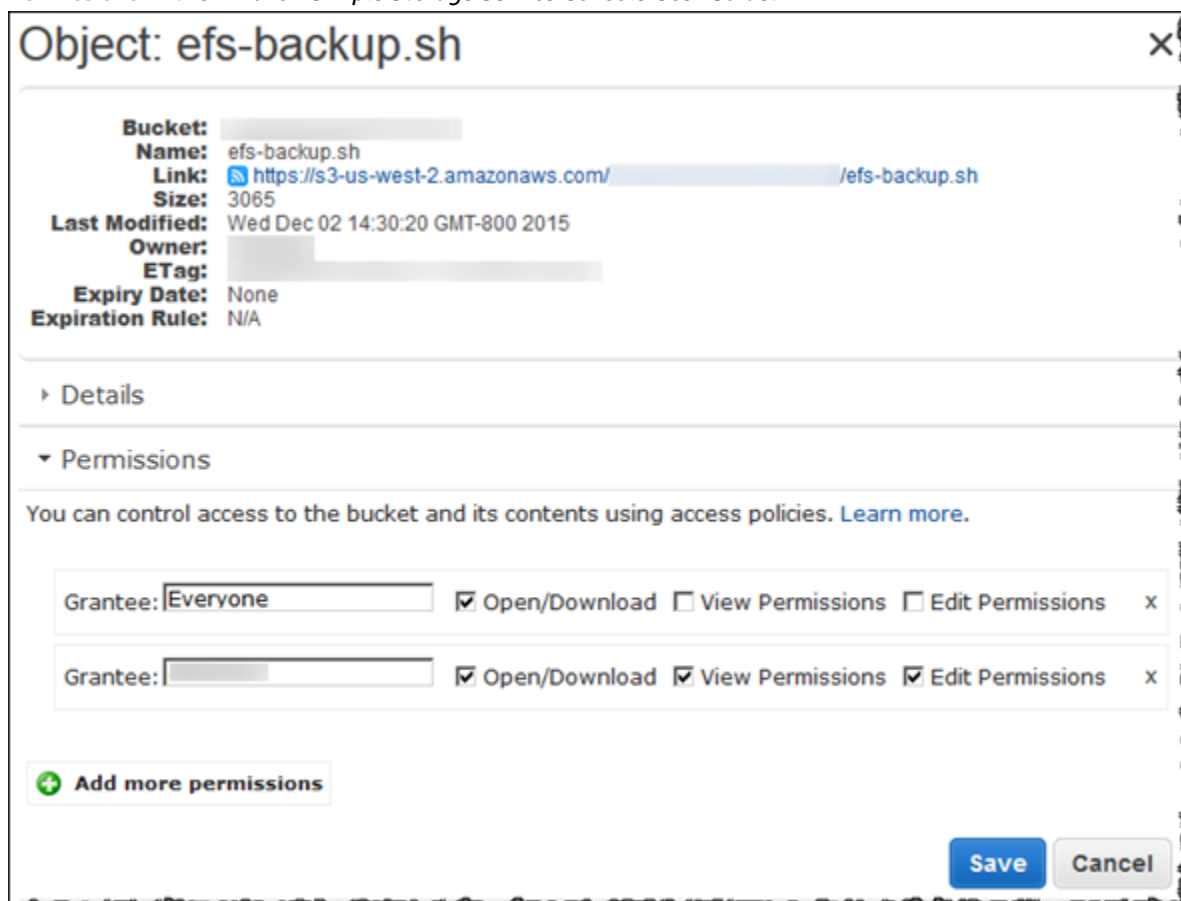 Object: efs-backup.sh
Bucket:
Name: efs-backup.sh
Link: https://s3-us-west-2.amazonaws.com/ /efs-backup.sh
Size: 3065
Last Modified: Wed Dec 02 14:30:20 GMT-800 2015
Owner:
ETag:
Expiry Date: None
Expiration Rule: N/A
Details
Permissions
You can control access to the bucket and its contents using access policies. Learn more.
Grantee: Everyone Open/Download View Permissions Edit Permissions x
Grantee: Open/Download View Permissions Edit Permissions x
Add more permissions
Save Cancel